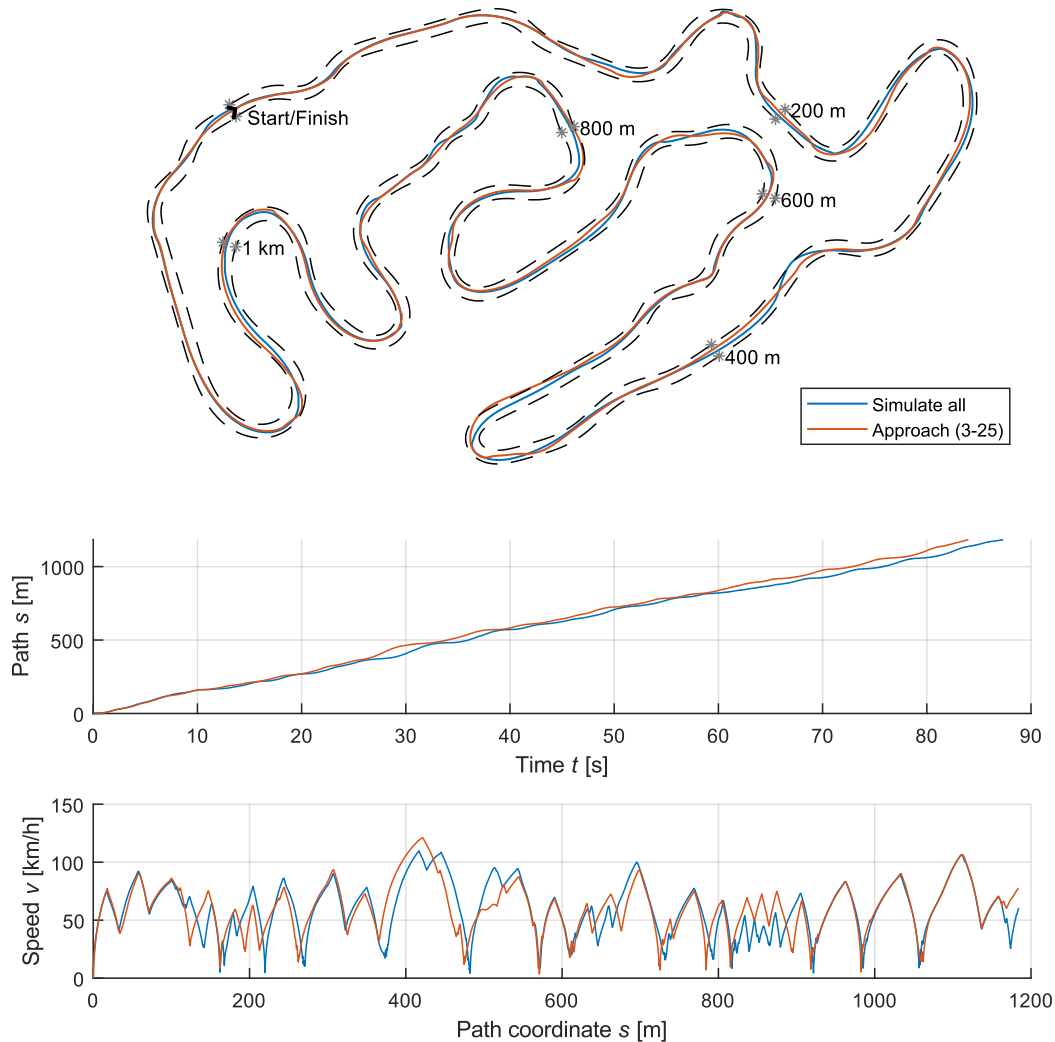 Start/Finish
200 m
800 m
600 m
1 km
400 m
Simulate all
Approach (3-25)
Path s [m]
1000
500
0
0 10 20 30 40 50 60 70 80 90
Time t [s]
Speed v [km/h]
150
100
50
0
0 200 400 600 800 1000 1200
Path coordinate s [m]